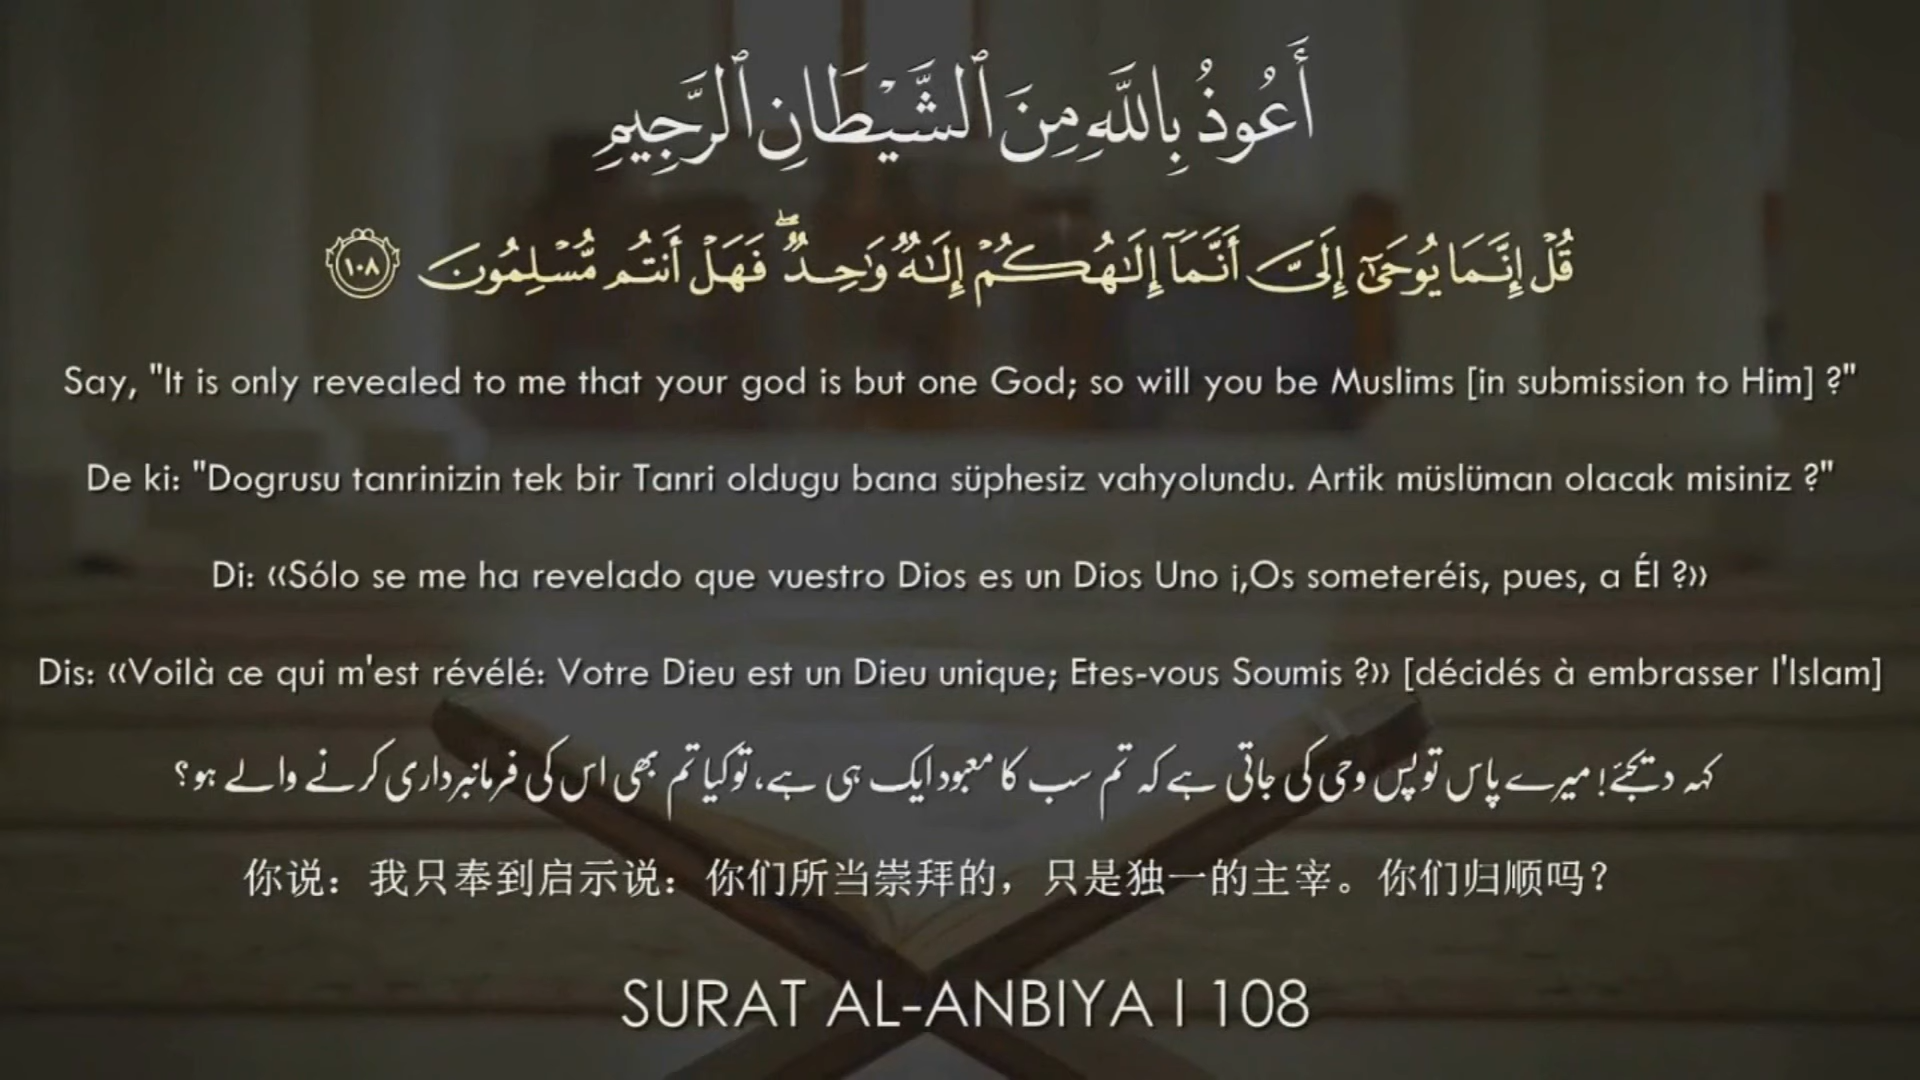 أَعُوذُ بِاللَّهِ مِنَ ٱلشَّيْطَانِ ٱلرَّجِيمِ
قُلْ إِنَّمَا يُوحَىٰٓ إِلَىَّ أَنَّمَآ إِلَـٰهُكُمْ إِلَـٰهٌ وَٰحِدٌ ۖ فَهَلْ أَنتُم مُّسْلِمُونَ ١٠٨
Say, "It is only revealed to me that your god is but one God; so will you be Muslims [in submission to Him] ?"
De ki: "Dogrusu tanrinizin tek bir Tanri oldugu bana süphesiz vahyolundu. Artik müslüman olacak misiniz ?"
Di: «Sólo se me ha revelado que vuestro Dios es un Dios Uno ¡,Os someteréis, pues, a Él ?»
Dis: «Voilà ce qui m'est révélé: Votre Dieu est un Dieu unique; Etes-vous Soumis ?» [décidés à embrasser l'Islam]
کہہ دیجئے! میرے پاس تو پس وحی کی جاتی ہے کہ تم سب کا معبود ایک ہی ہے، تو کیا تم بھی اس کی فرمانبرداری کرنے والے ہو؟
你说：我只奉到启示说：你们所当崇拜的，只是独一的主宰。你们归顺吗？
SURAT AL-ANBIYA I 108